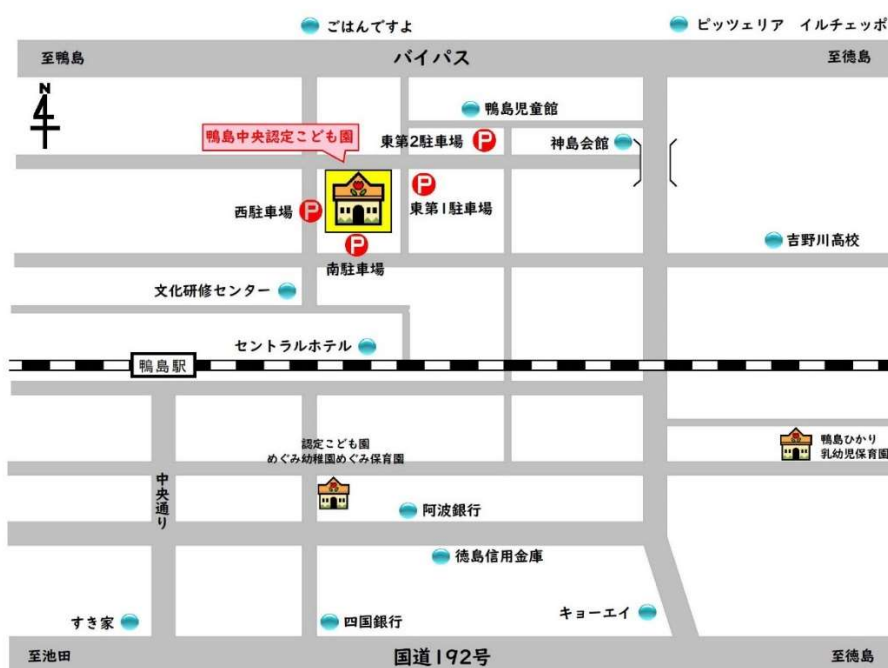 ごはんですよ
ピッツェリア イルチェッポ
至鴨島
バイパス
至徳島
N
鴨島児童館
鴨島中央認定こども園
東第2駐車場
P
神島会館
P
西駐車場
P
東第1駐車場
P
南駐車場
吉野川高校
文化研修センター
セントラルホテル
鴨島駅
認定こども園
めぐみ幼稚園めぐみ保育園
鴨島ひかり
乳幼児保育園
中央通り
阿波銀行
徳島信用金庫
すき家
四国銀行
キョーエイ
至池田
国道192号
至徳島